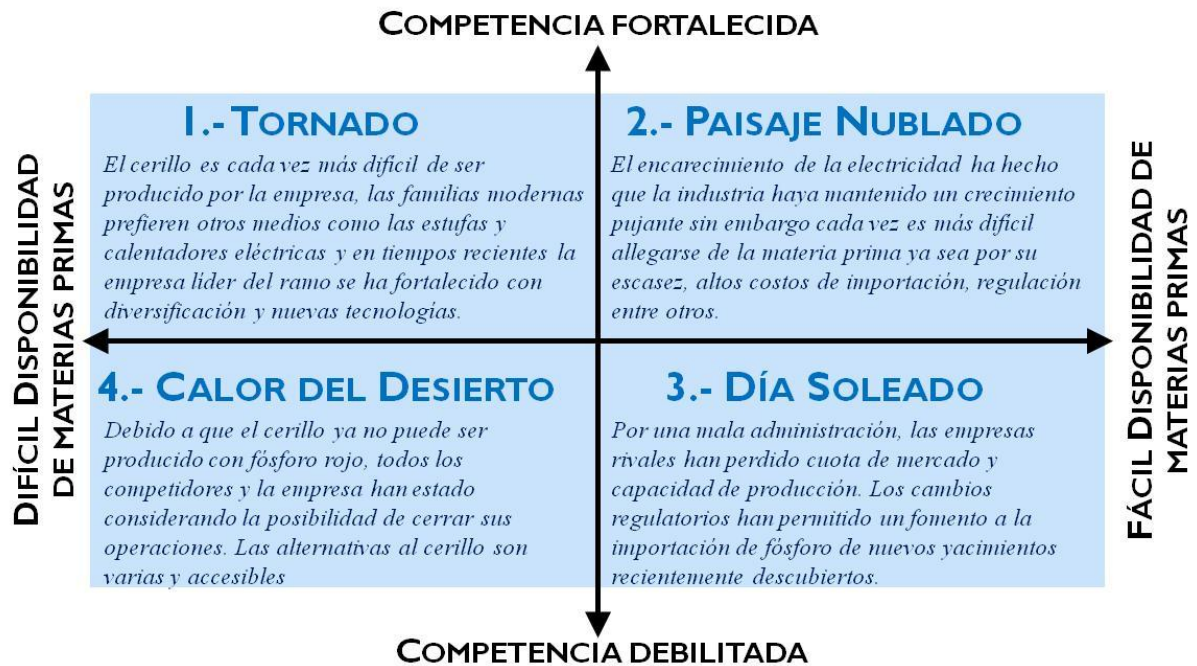 COMPETENCIA FORTALECIDA
DIFÍCIL DISPONIBILIDAD
DE MATERIAS PRIMAS
1.- TORNADO
El cerillo es cada vez más difícil de ser
producido por la empresa, las familias modernas
prefieren otros medios como las estufas y
calentadores eléctricas y en tiempos recientes la
empresa líder del ramo se ha fortalecido con
diversificación y nuevas tecnologías.
2.- PAISAJE NUBLADO
El encarecimiento de la electricidad ha hecho
que la industria haya mantenido un crecimiento
pujante sin embargo cada vez es más difícil
allegarse de la materia prima ya sea por su
escasez, altos costos de importación, regulación
entre otros.
4.- CALOR DEL DESIERTO
Debido a que el cerillo ya no puede ser
producido con fósforo rojo, todos los
competidores y la empresa han estado
considerando la posibilidad de cerrar sus
operaciones. Las alternativas al cerillo son
varias y accesibles
3.- DÍA SOLEADO
Por una mala administración, las empresas
rivales han perdido cuota de mercado y
capacidad de producción. Los cambios
regulatorios han permitido un fomento a la
importación de fósforo de nuevos yacimientos
recientemente descubiertos.
FÁCIL DISPONIBILIDAD DE
MATERIAS PRIMAS
COMPETENCIA DEBILITADA